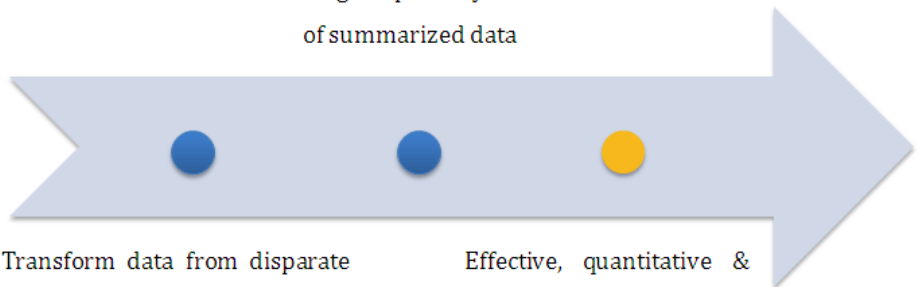 of summarized data
Transform data from disparate
Effective, quantitative &